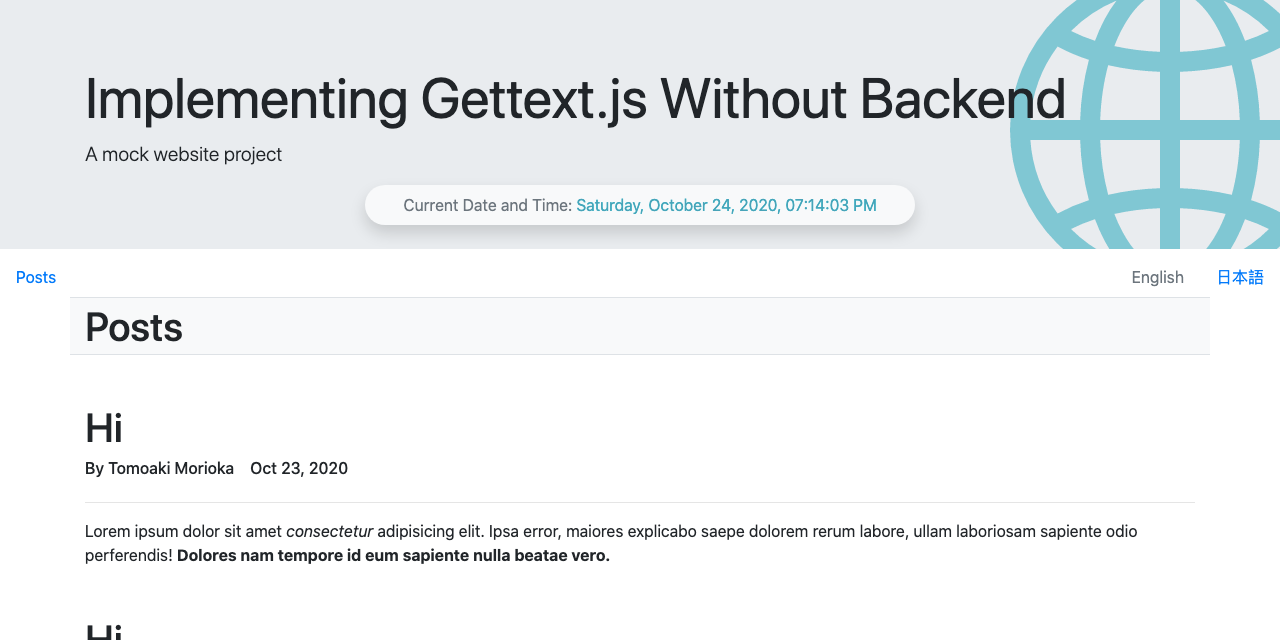 Implementing Gettext.js Without Backend
A mock website project
Current Date and Time: Saturday, October 24, 2020, 07:14:03 PM
Posts English 日本語
Posts
Hi
By Tomoaki Morioka Oct 23, 2020
Lorem ipsum dolor sit amet consectetur adipisicing elit. Ipsa error, maiores explicabo saepe dolorem rerum labore, ullam laboriosam sapiente odio
perferendis! Dolores nam tempore id eum sapiente nulla beatae vero.
Hi